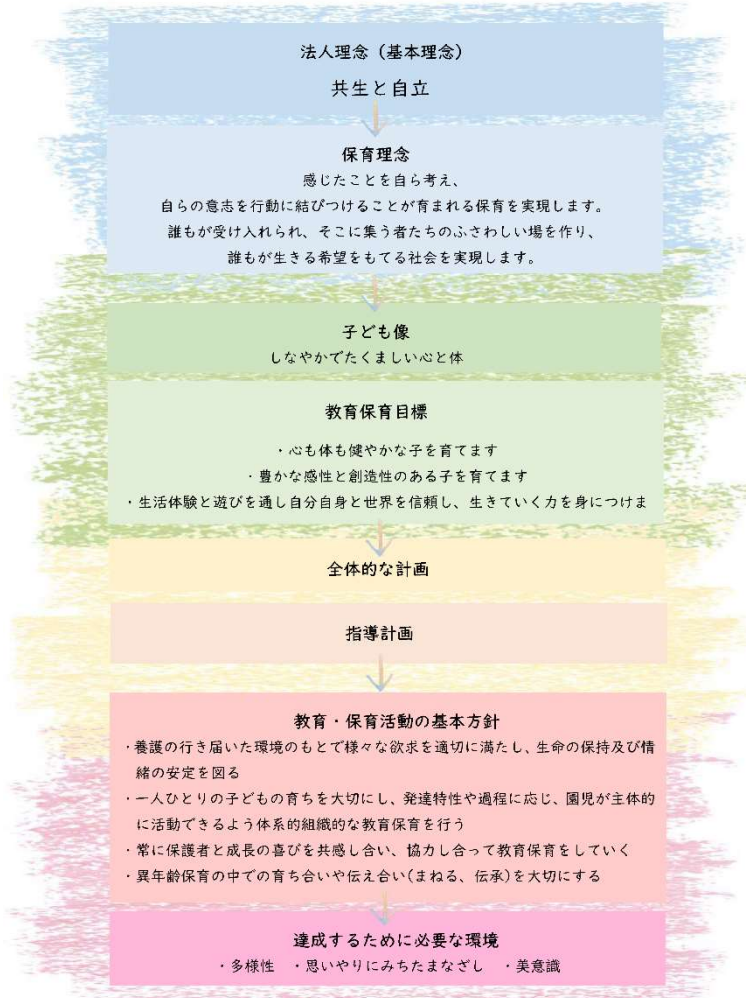 法人理念（基本理念）
共生と自立
保育理念
感じたことを自ら考え、
自らの意志を行動に結びつけることが育まれる保育を実現します。
誰もが受け入れられ、そこに集う者たちのふさわしい場を作り、
誰もが生きる希望をもてる社会を実現します。
子ども像
しなやかでたくましい心と体
教育保育目標
・心も体も健やかな子を育てます
・豊かな感性と創造性のある子を育てます
・生活体験と遊びを通し自分自身と世界を信頼し、生きていく力を身につけま
全体的な計画
指導計画
教育・保育活動の基本方針
・養護の行き届いた環境のもとで様々な欲求を適切に満たし、生命の保持及び情
緒の安定を図る
・一人ひとりの子どもの育ちを大切にし、発達特性や過程に応じ、園児が主体的
に活動できるよう体系的組織的な教育保育を行う
・常に保護者と成長の喜びを共感し合い、協力し合って教育保育をしていく
・異年齢保育の中での育ち合いや伝え合い(まねる、伝承)を大切にする
達成するために必要な環境
・多様性　・思いやりにみちたまなざし　・美意識